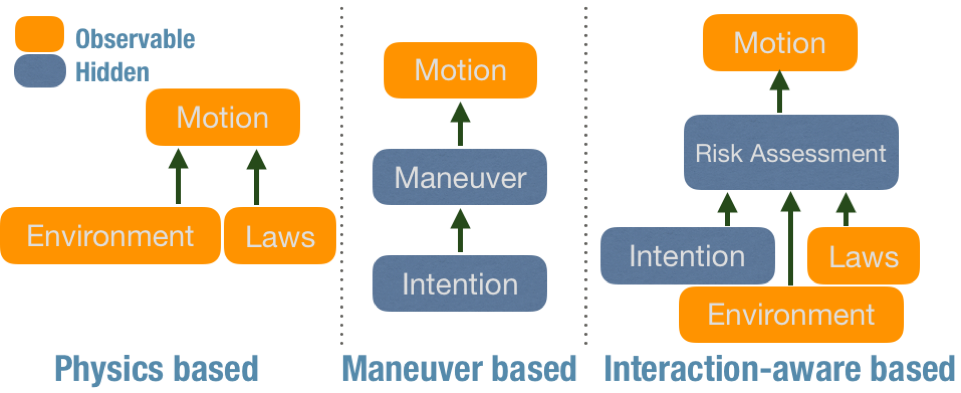 Observable
Hidden
Motion
Environment
Laws
Physics based
Motion
Maneuver
Intention
Maneuver based
Motion
Risk Assessment
Intention
Laws
Environment
Interaction-aware based